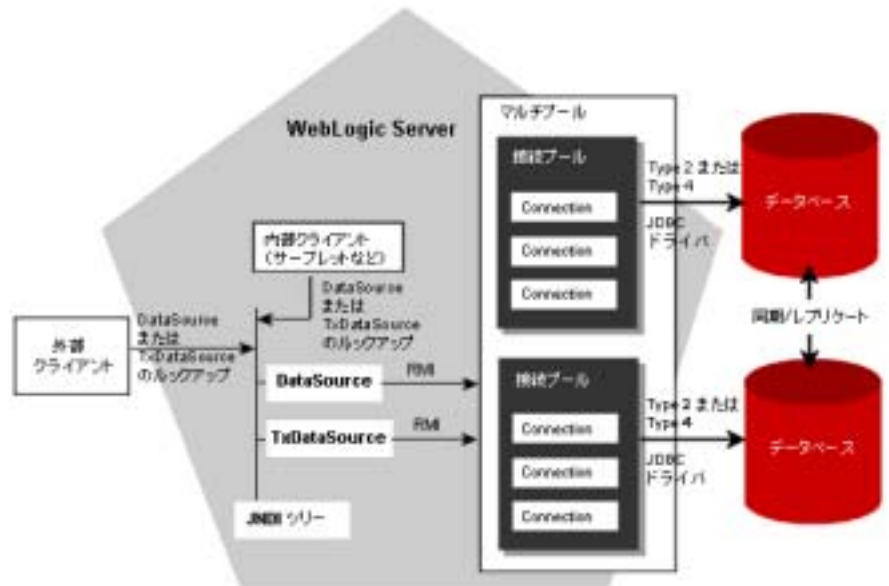 WebLogic Server
マルチプール
接続プール
Connection
Connection
Connection
Type 2 または
Type 4
JDBC
ドライバ
データベース
内部クライアント
(サーブレットなど)
DataSource
または
TxDataSource
のルックアップ
外部
クライアント
DataSource
または
TxDataSource
のルックアップ
同期/レプリケート
DataSource
RMI
TxDataSource
RMI
JNDI ツリー
接続プール
Connection
Connection
Connection
Type 2 または
Type 4
JDBC
ドライバ
データベース